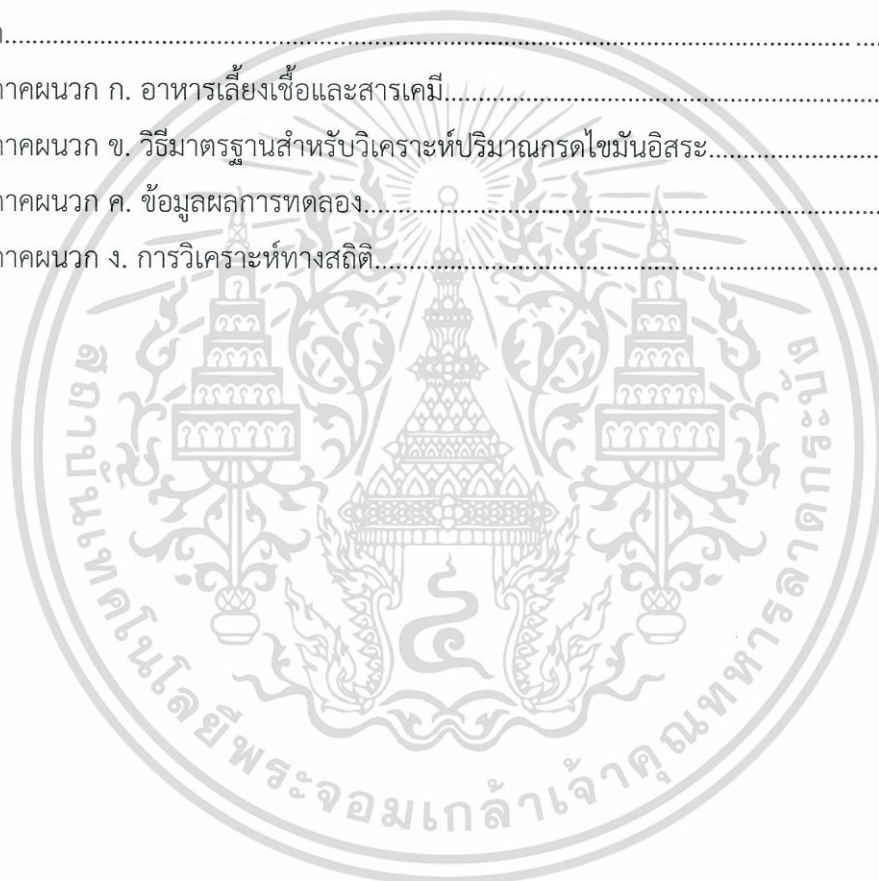 ภาคผนวก ก. อาหารเลี้ยงเชื้อและสารเคมี
ภาคผนวก ข. วิธีมาตรฐานสำหรับวิเคราะห์ปริมาณกรดไขมันอิสระ
ภาคผนวก ค. ข้อมูลผลการทดลอง
ภาคผนวก ง. การวิเคราะห์ทางสถิติ
สถาบันเทคโนโลยีพระจอมเกล้าเจ้าคุณทหารลาดกระบัง
๔